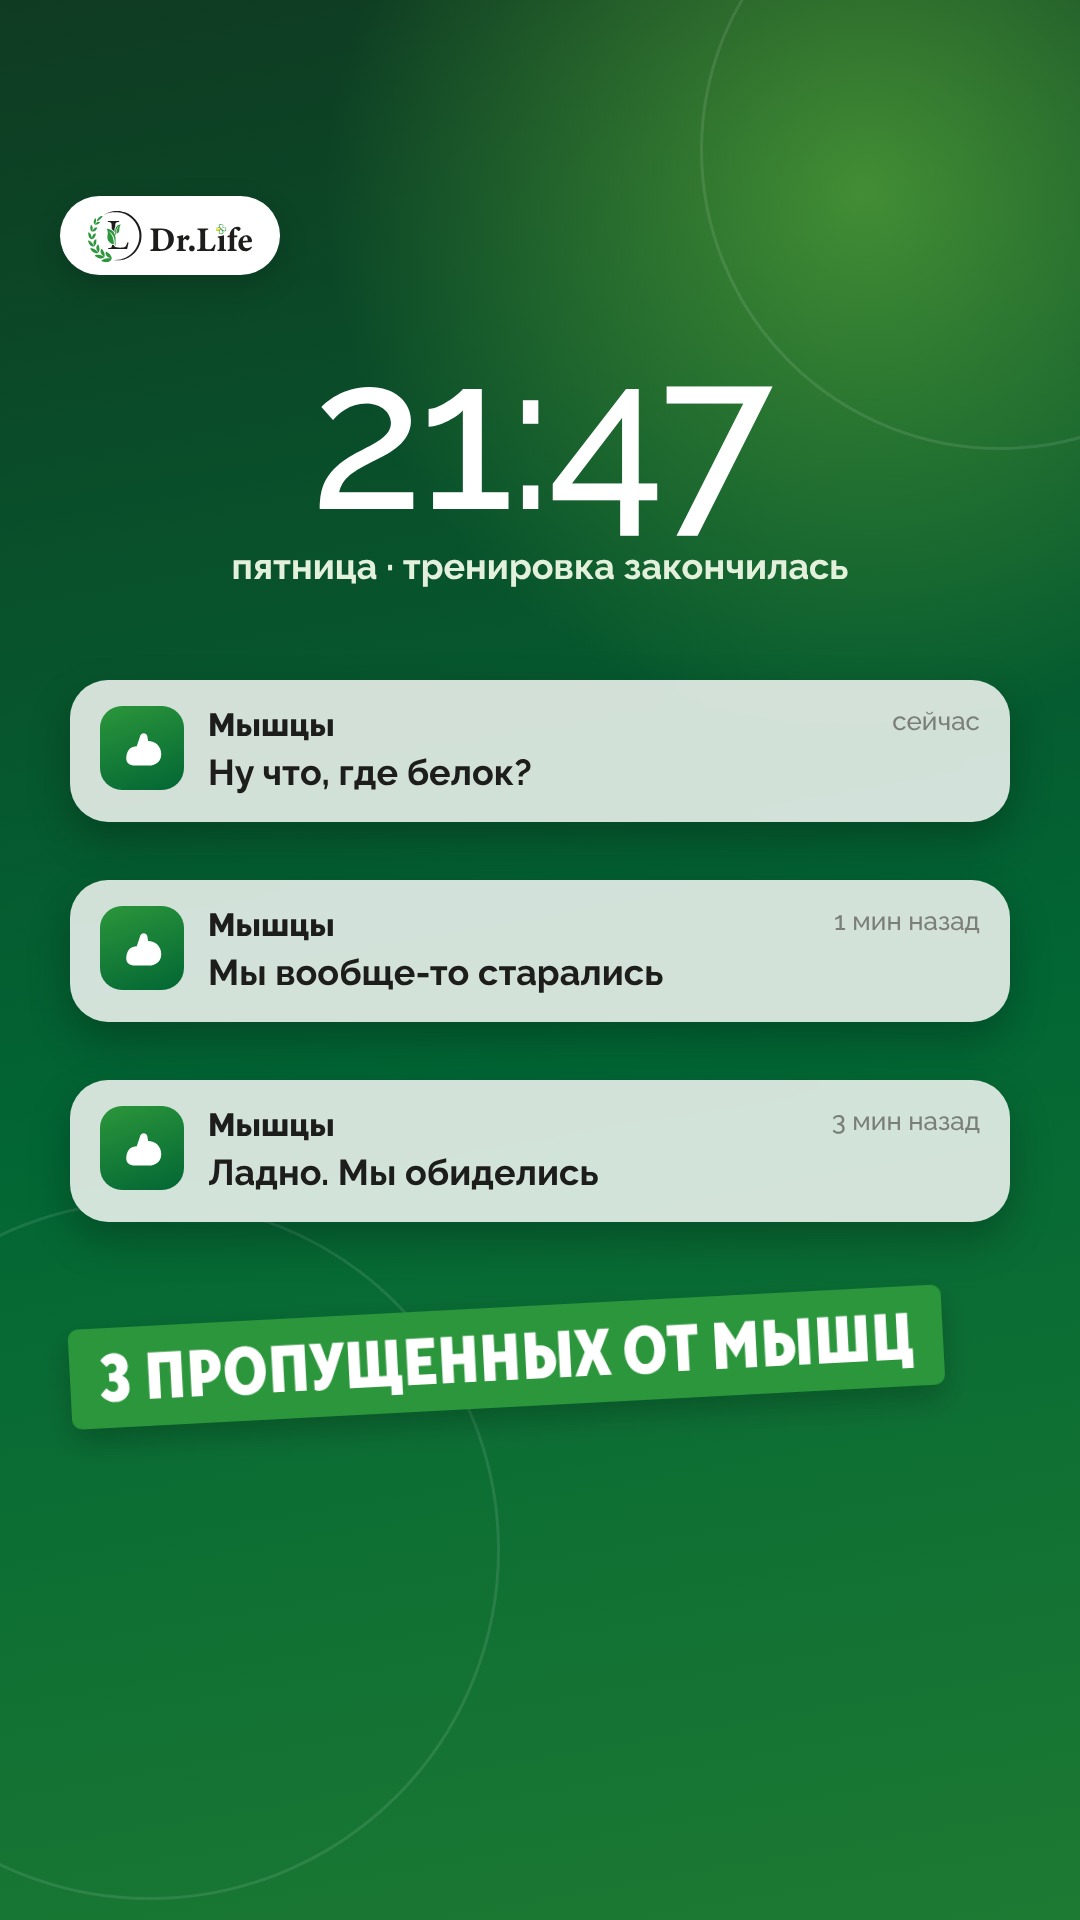 Dr.Life
21:47
пятница · тренировка закончилась
Мышцы
сейчас
Ну что, где белок?
Мышцы
1 мин назад
Мы вообще-то старались
Мышцы
3 мин назад
Ладно. Мы обиделись
3 ПРОПУЩЕННЫХ ОТ МЫШЦ